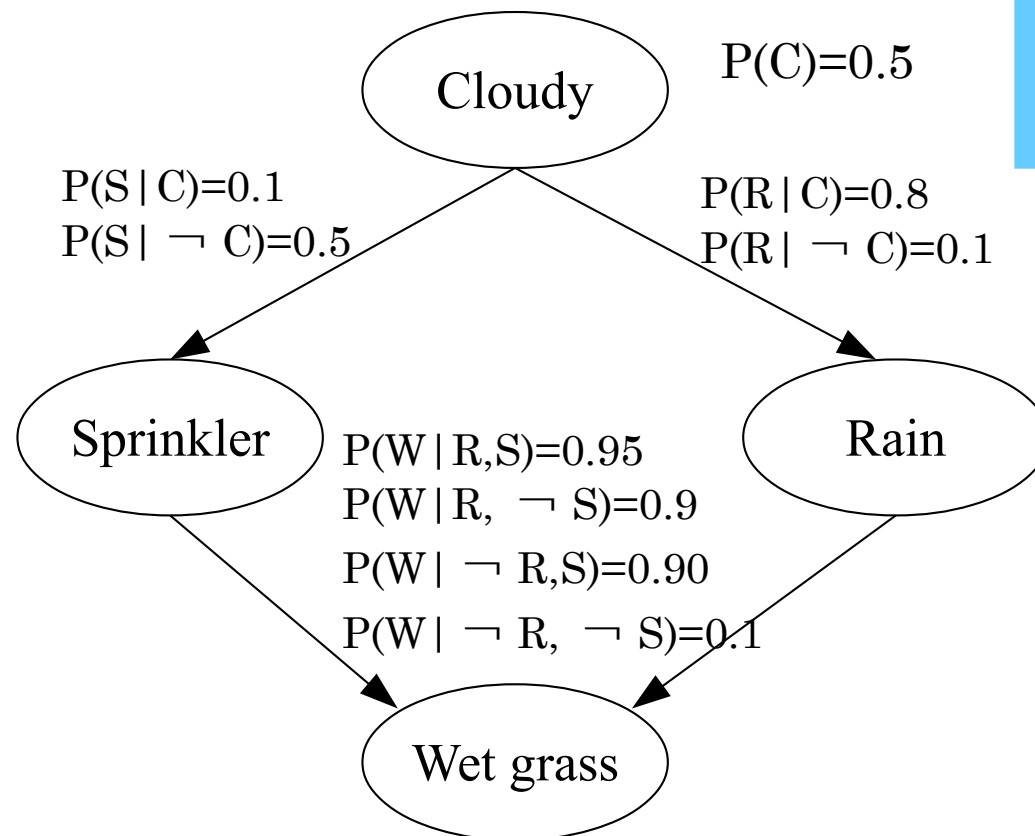 Cloudy
P(C)=0.5
P(S|C)=0.1
P(S| ¬ C)=0.5
P(R|C)=0.8
P(R| ¬ C)=0.1
Sprinkler
Rain
P(W|R,S)=0.95
P(W|R, ¬ S)=0.9
P(W| ¬ R,S)=0.90
P(W| ¬ R, ¬ S)=0.1
Wet grass